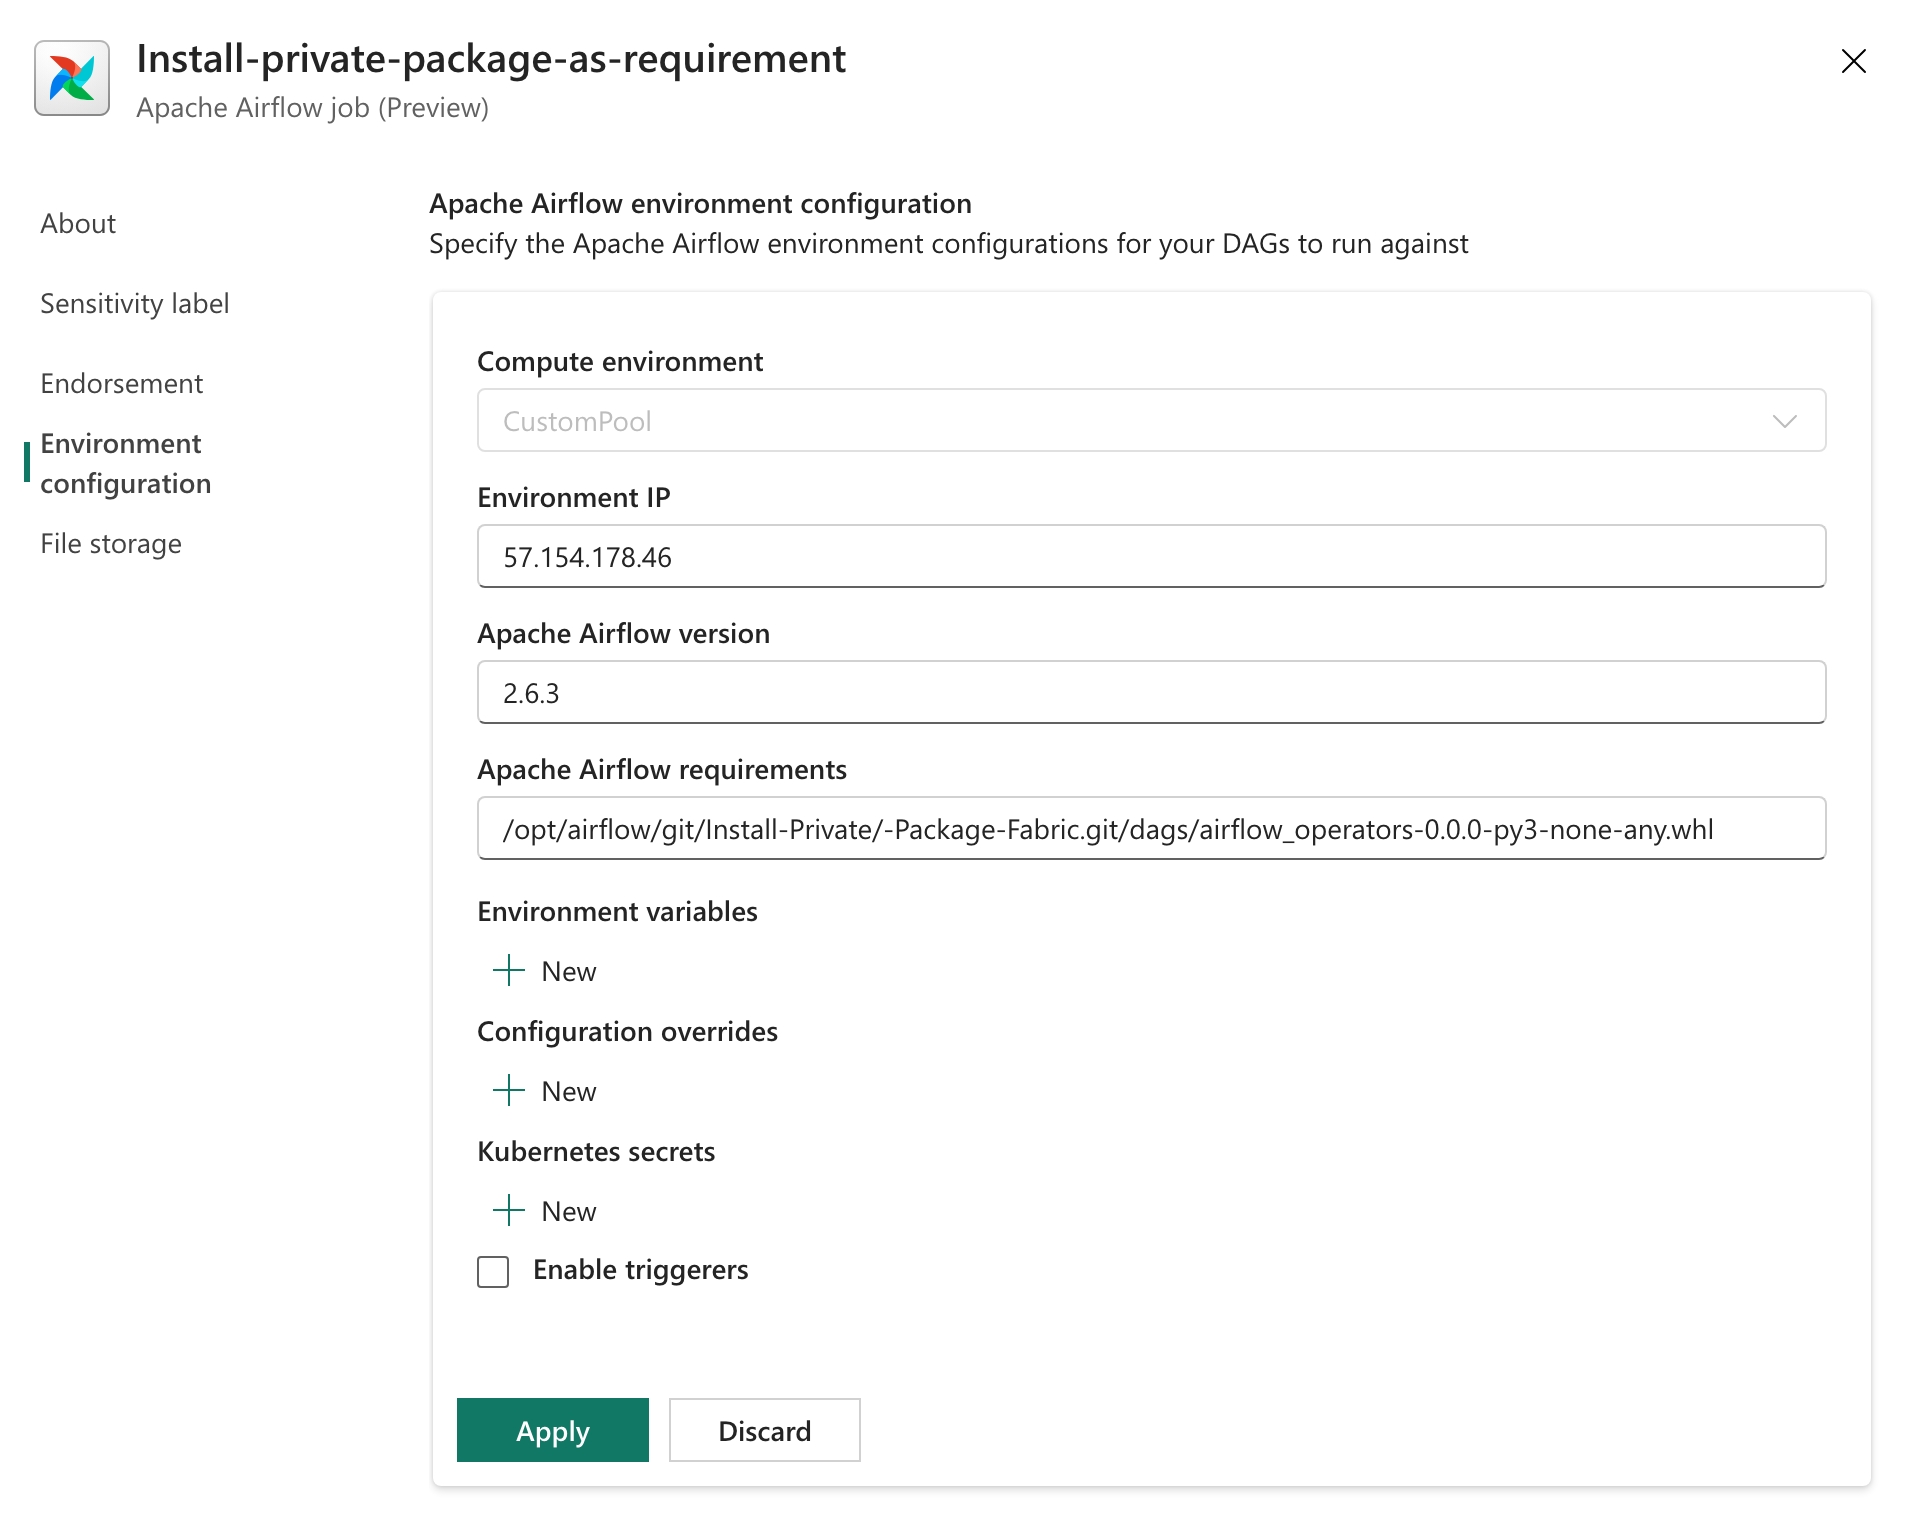 Install-private-package-as-requirement
Apache Airflow job (Preview)
About
Sensitivity label
Endorsement
Environment
configuration
File storage
Apache Airflow environment configuration
Specify the Apache Airflow environment configurations for your DAGs to run against
Compute environment
CustomPool
Environment IP
57.154.178.46
Apache Airflow version
2.6.3
Apache Airflow requirements
/opt/airflow/git/Install-Private/-Package-Fabric.git/dags/airflow_operators-0.0.0-py3-none-any.whl
Environment variables
New
Configuration overrides
New
Kubernetes secrets
New
Enable triggerers
Apply
Discard